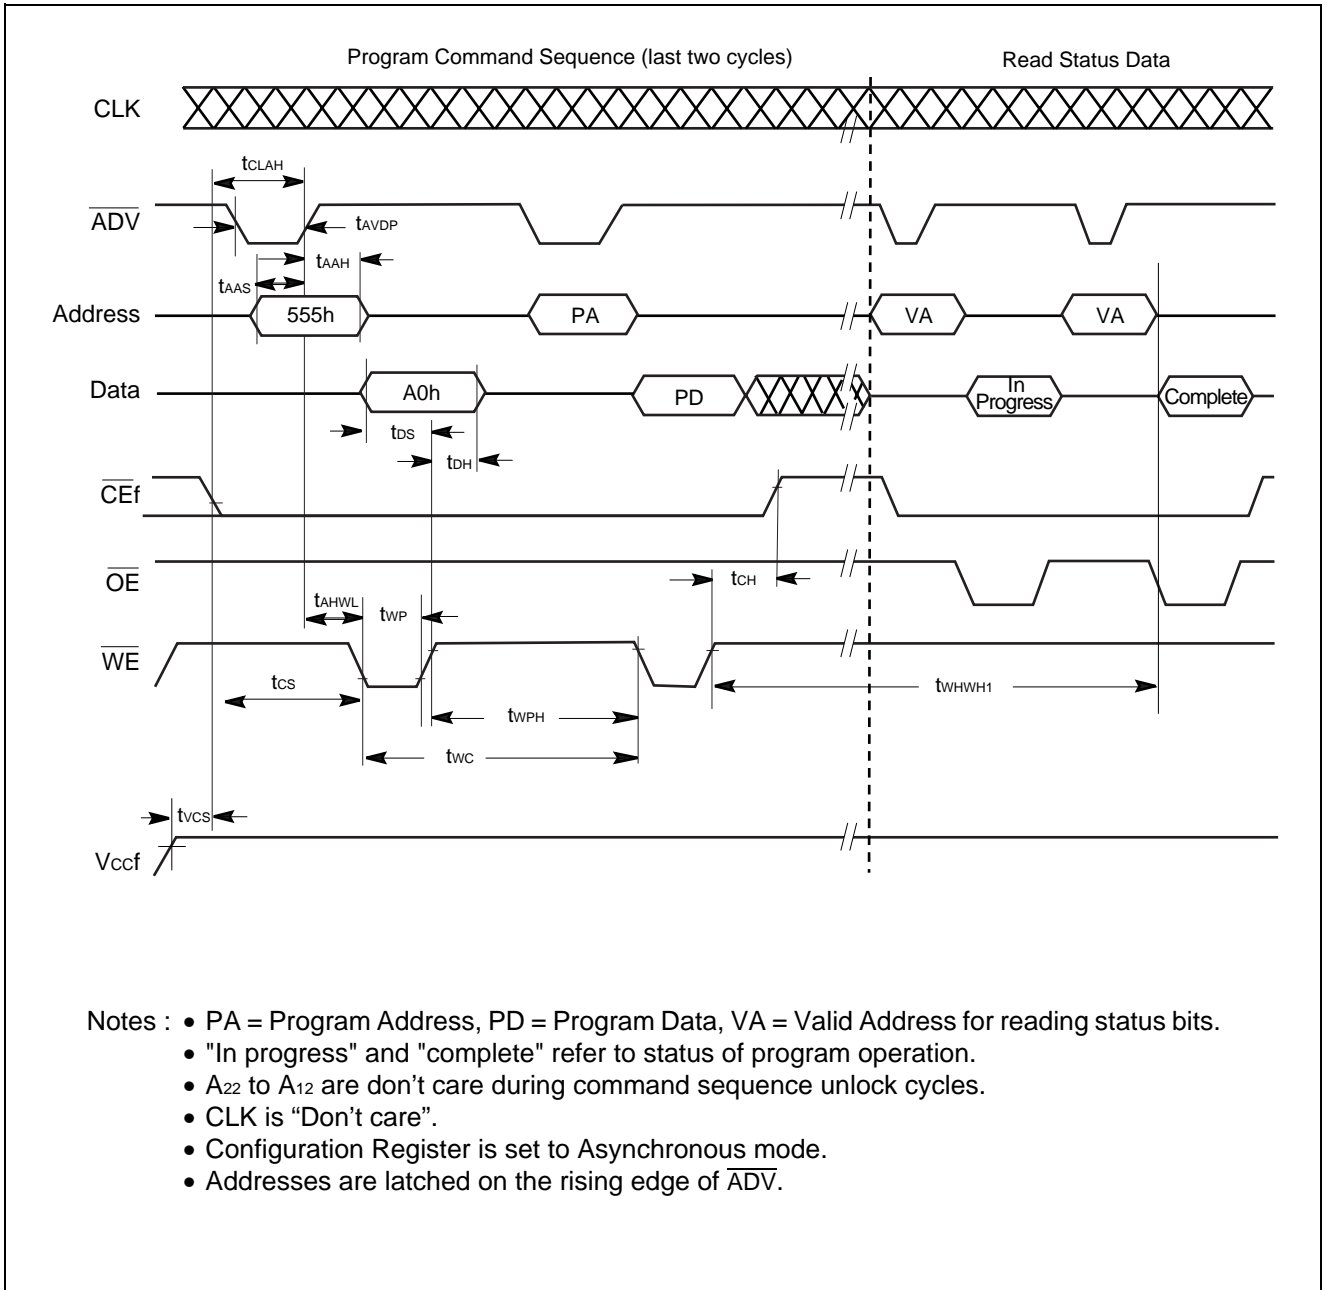 Program Command Sequence (last two cycles)
Read Status Data
CLK
tCLAH
ADV
tAVDP
tAAH
tAAS
Address
555h
PA
VA
VA
Data
A0h
PD
In
Progress
Complete
tDS
tDH
CEf
OE
tCH
tAHWL
tWP
WE
tCS
tWHWH1
tWPH
tWC
tVCS
VCCf
Notes : • PA = Program Address, PD = Program Data, VA = Valid Address for reading status bits.
• "In progress" and "complete" refer to status of program operation.
• A22 to A12 are don't care during command sequence unlock cycles.
• CLK is “Don't care”.
• Configuration Register is set to Asynchronous mode.
• Addresses are latched on the rising edge of ADV.